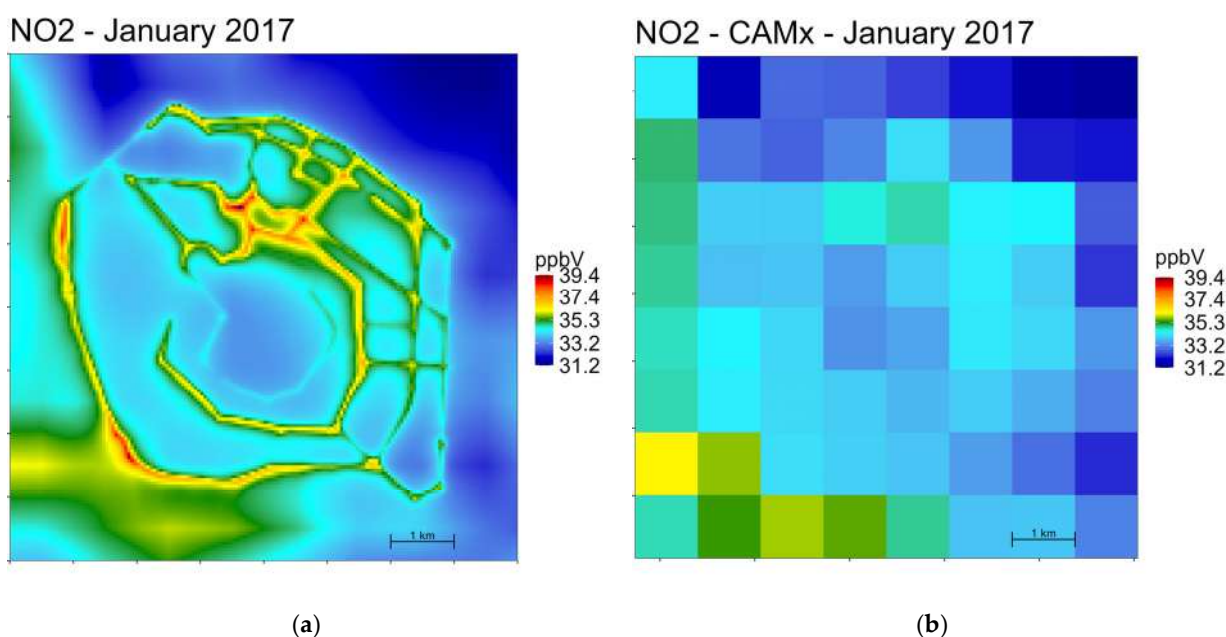 NO2 - January 2017
ppbV
39.4
37.4
35.3
33.2
31.2
1 km
(a)
NO2 - CAMx - January 2017
ppbV
39.4
37.4
35.3
33.2
31.2
1 km
(b)